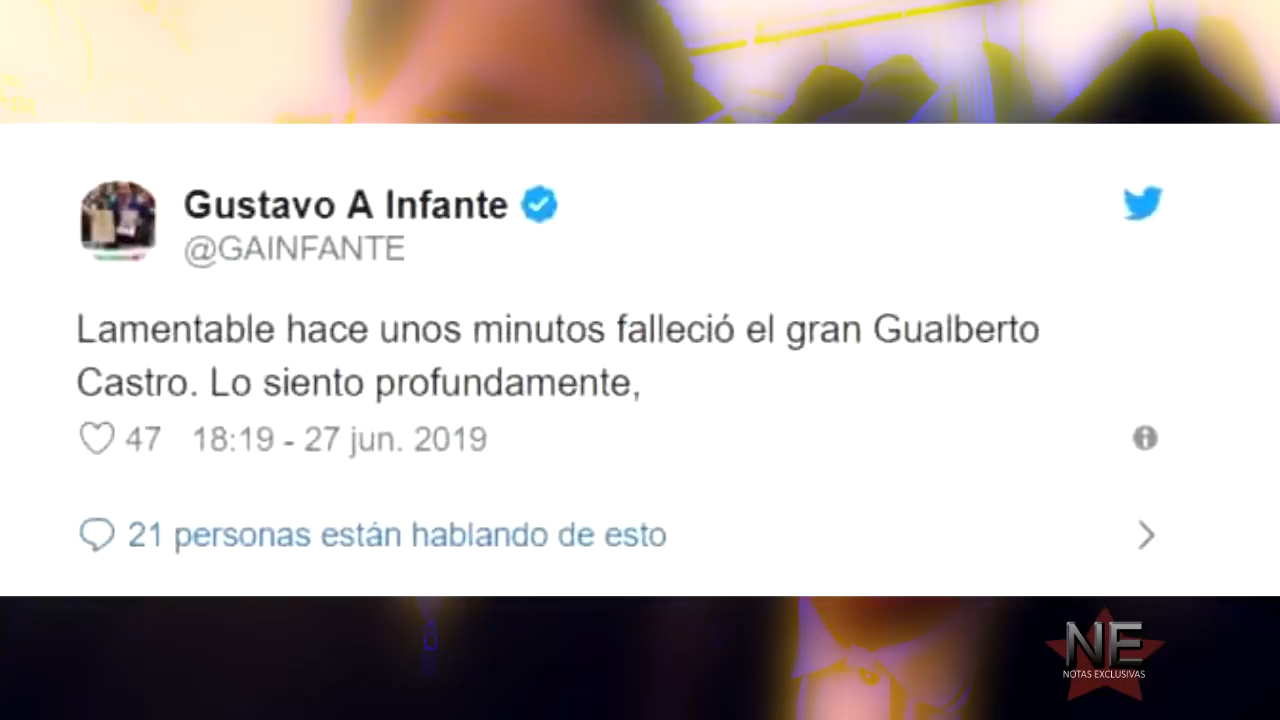 Gustavo A Infante
@GAINFANTE
Lamentable hace unos minutos falleció el gran Gualberto
Castro. Lo siento profundamente,
47 18:19 - 27 jun. 2019
21 personas están hablando de esto
NE
NOTAS EXCLUSIVAS